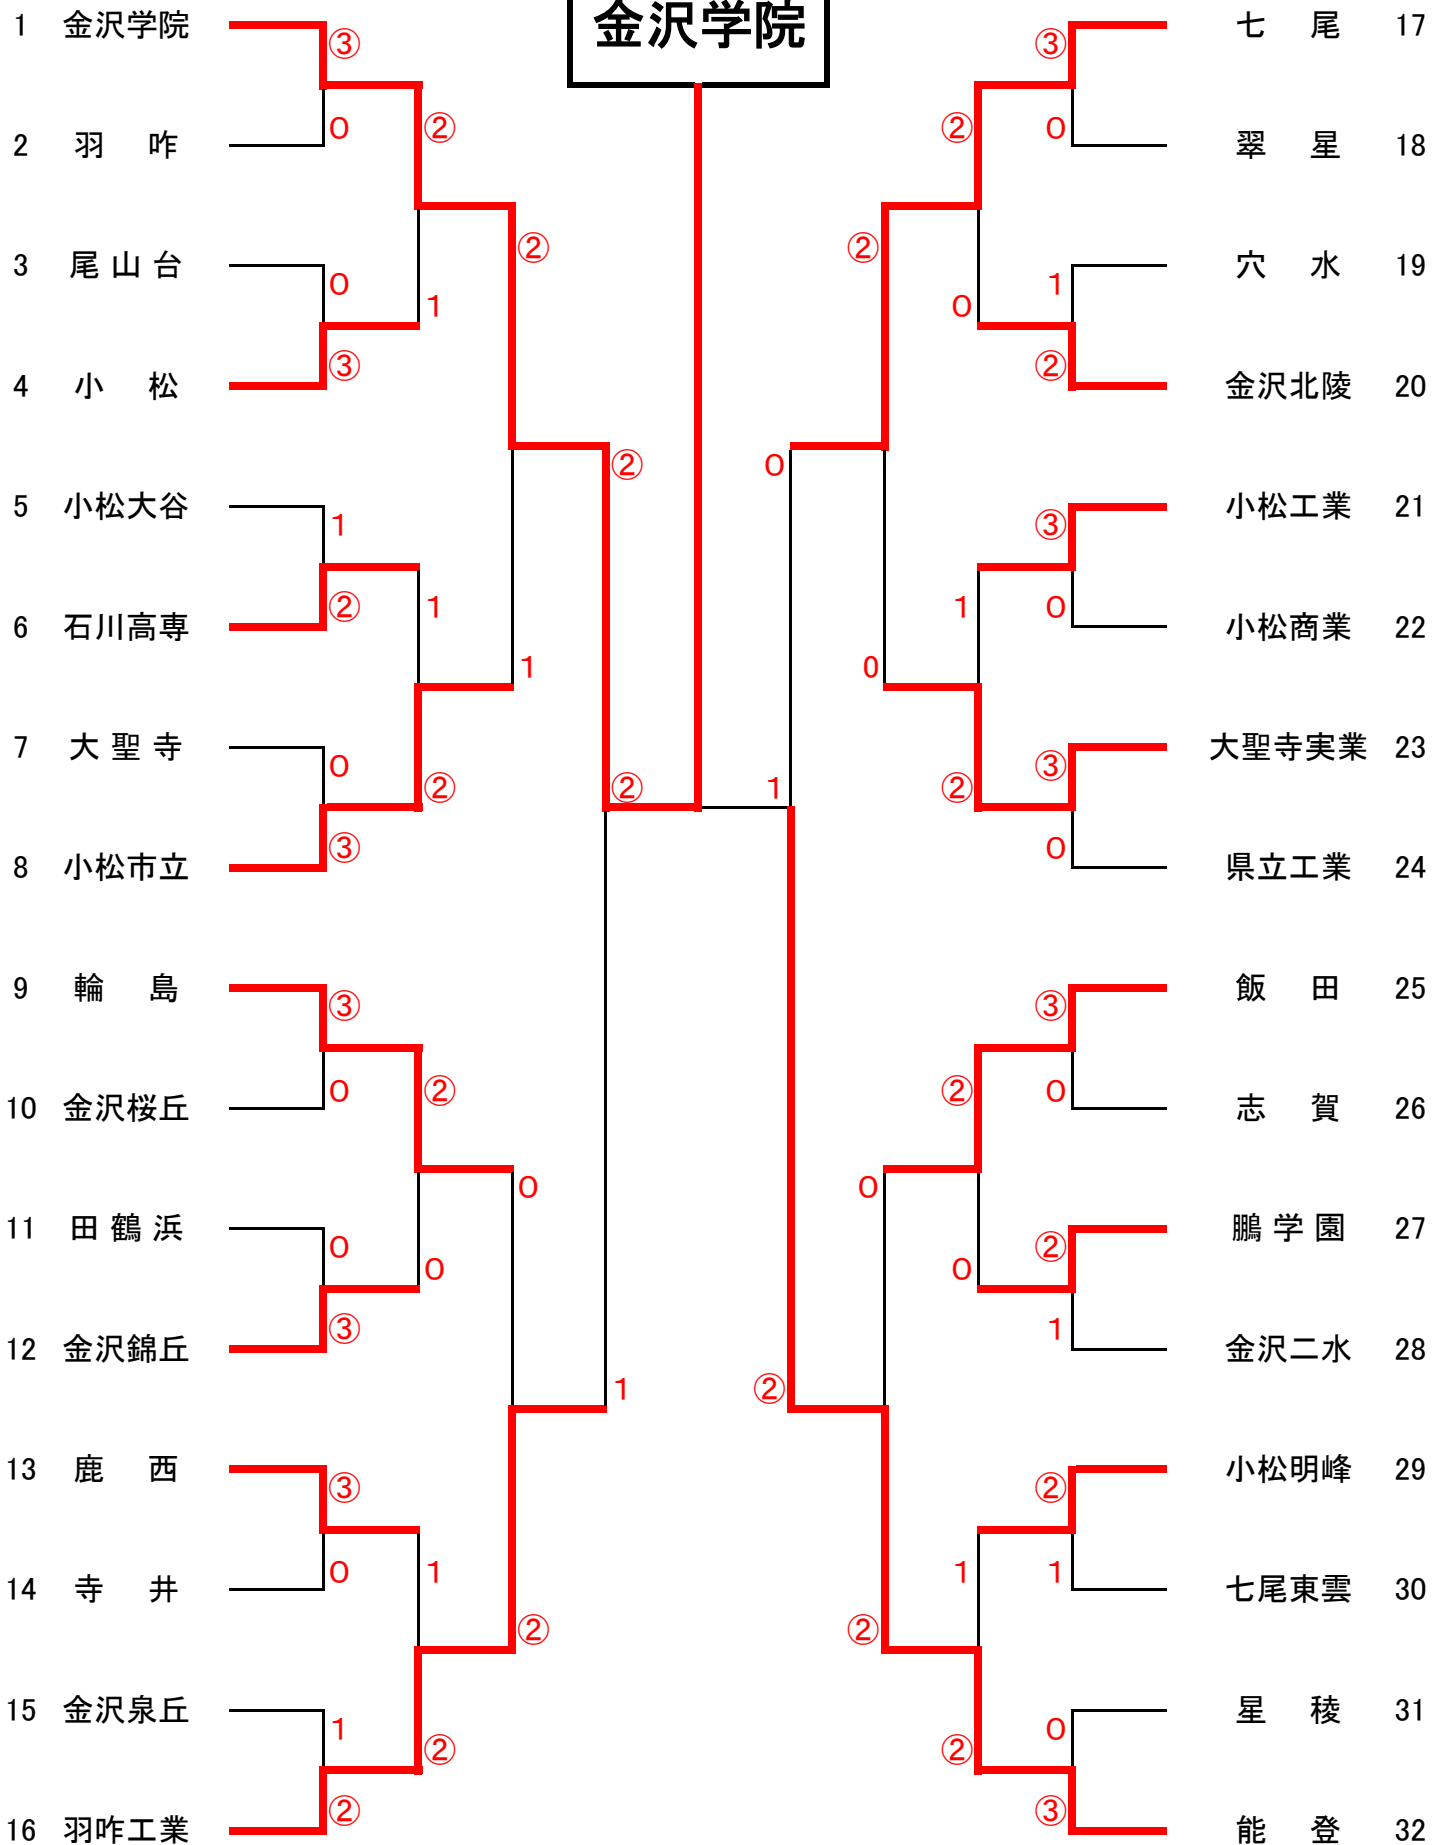 金沢学院
1 金沢学院 ③ ③ 七 尾 17
0 ② ② 0
2 羽 咋 翠 星 18
② ②
3 尾山台 穴 水 19
0 1 0 1
4 小 松 ③ ② 金沢北陵 20
② 0
5 小松大谷 小松工業 21
1 ③
6 石川高専 ② 1 1 0 小松商業 22
1 0
7 大聖寺 大聖寺実業 23
0 ② ② 1 ② ③
8 小松市立 ③ 0 県立工業 24
9 輪 島 飯 田 25
③ ③
10 金沢桜丘 0 ② ② 0 志 賀 26
0 0
11 田鶴浜 鵬学園 27
0 0 0 ②
12 金沢錦丘 ③ 1 金沢二水 28
1 ②
13 鹿 西 小松明峰 29
③ ②
14 寺 井 0 1 1 1 七尾東雲 30
② ②
15 金沢泉丘 星 稜 31
1 ② ② 0
16 羽咋工業 ② ③ 能 登 32